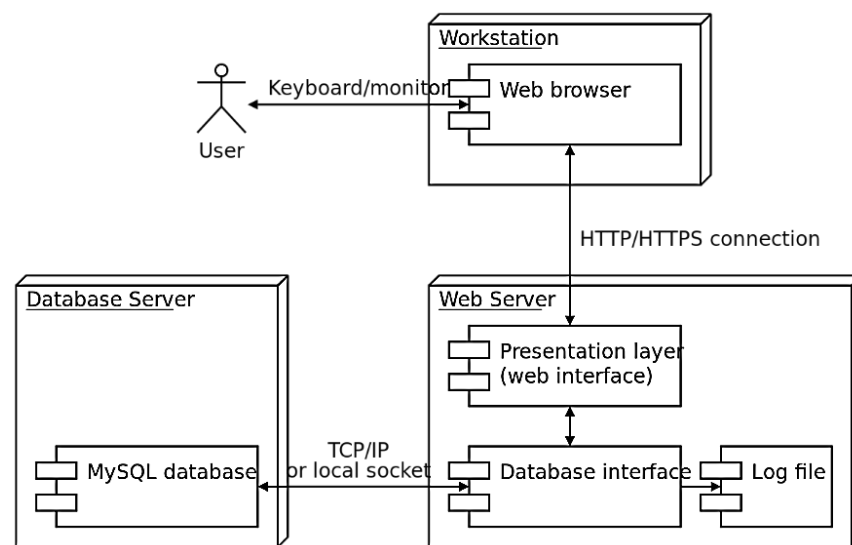 Workstation
Keyboard/monitor
Web browser
User
HTTP/HTTPS connection
Database Server
Web Server
Presentation layer
(web interface)
TCP/IP
or local socket
MySQL database
Database interface
Log file